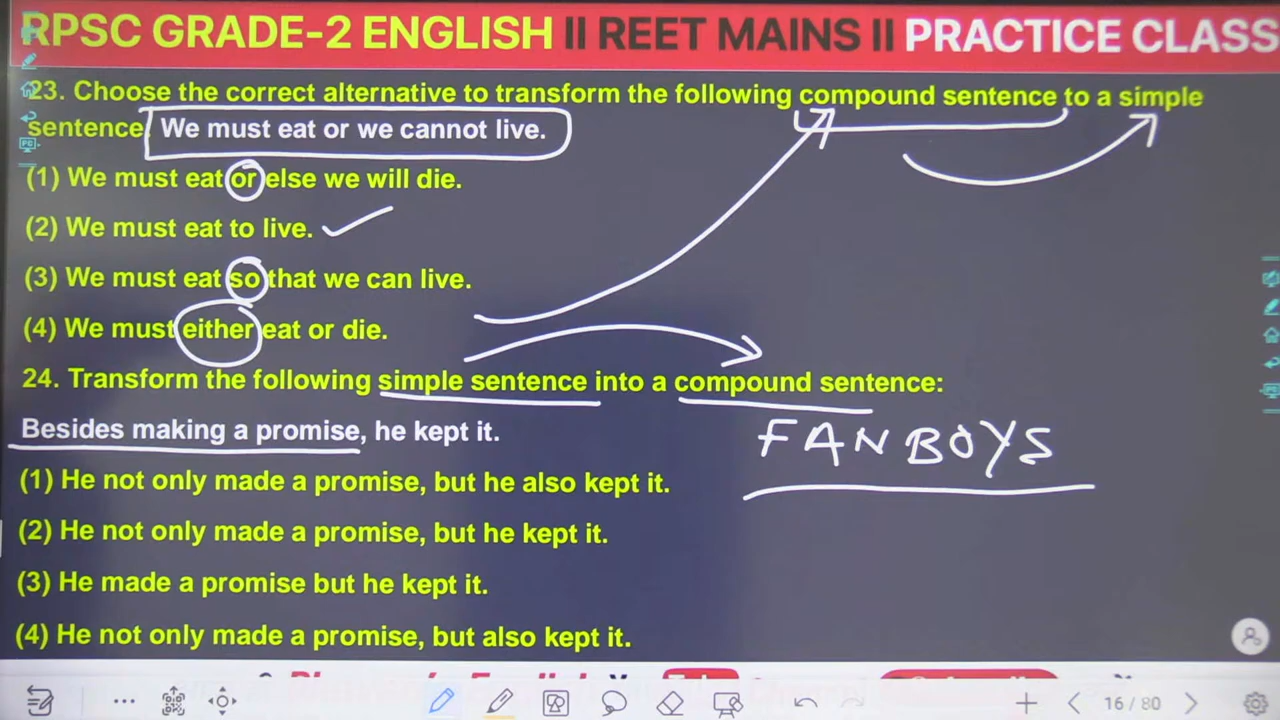 RPSC GRADE-2 ENGLISH II REET MAINS II PRACTICE CLASS
23. Choose the correct alternative to transform the following compound sentence to a simple
sentence. We must eat or we cannot live.
(1) We must eat or else we will die.
(2) We must eat to live.
(3) We must eat so that we can live.
(4) We must either eat or die.
24. Transform the following simple sentence into a compound sentence:
Besides making a promise, he kept it.
FANBOYS
(1) He not only made a promise, but he also kept it.
(2) He not only made a promise, but he kept it.
(3) He made a promise but he kept it.
(4) He not only made a promise, but also kept it.
16 / 80